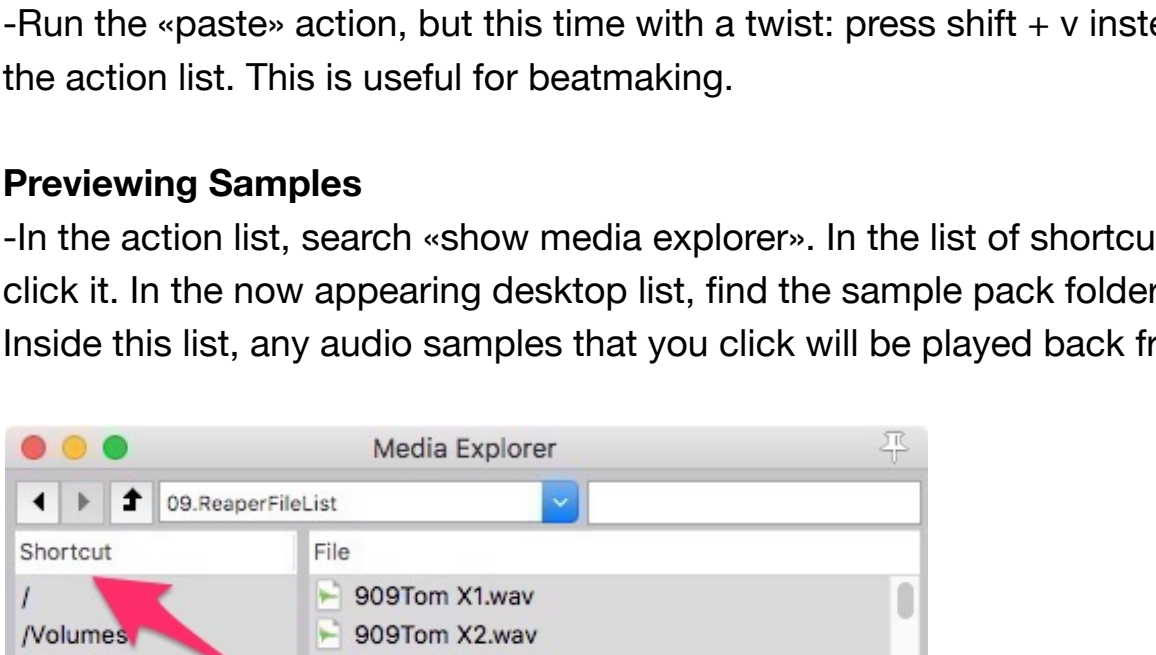 -Run the «paste» action, but this time with a twist: press shift + v
the action list. This is useful for beatmaking.
Previewing Samples
-In the action list, search «show media explorer». In the list of
click it. In the now appearing desktop list, find the sample pack folder
Inside this list, any audio samples that you click will be played back
Media Explorer
09.ReaperFileList
Shortcut File
/ 909Tom X1.wav
/Volumes 909Tom X2.wav